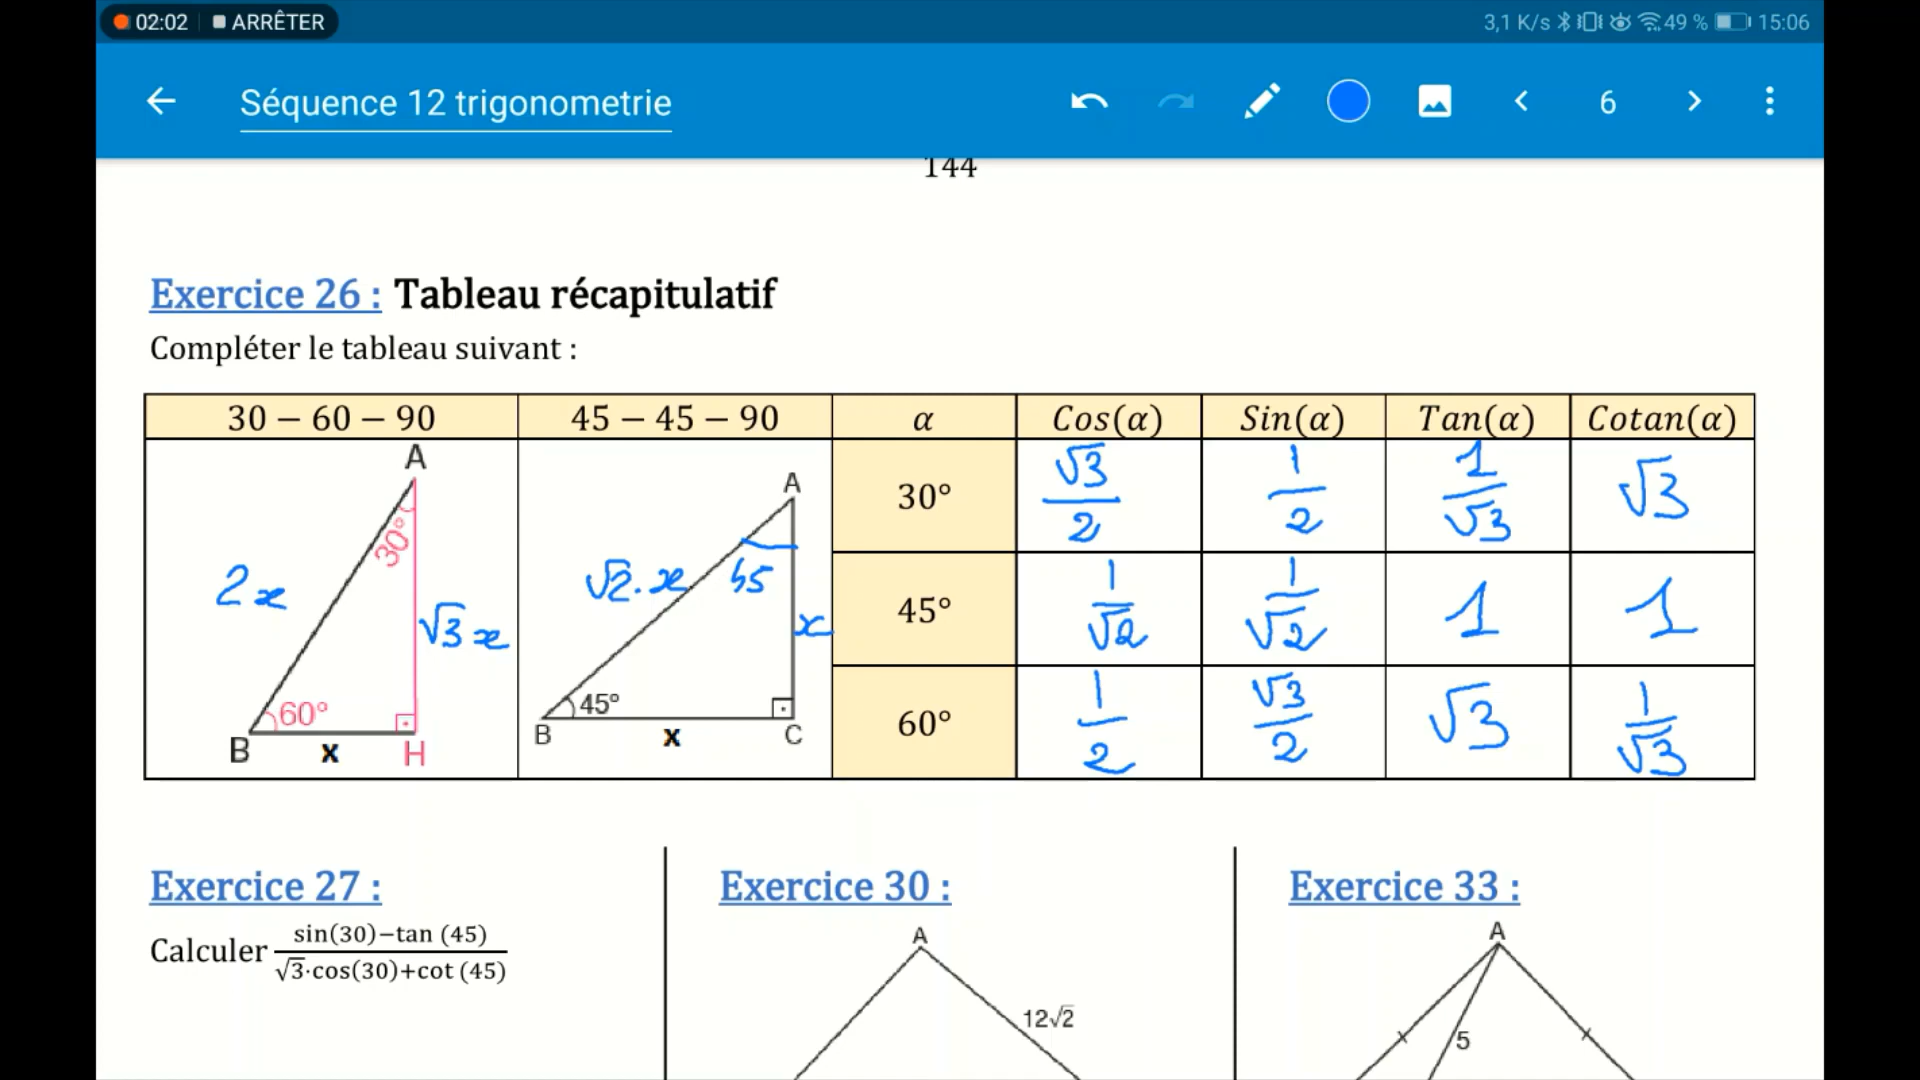 02:02 ARRÊTER
3,1 K/s 49 % 15:06
Séquence 12 trigonometrie
6
144
Exercice 26 : Tableau récapitulatif
Compléter le tableau suivant :
30 − 60 − 90 45 − 45 − 90 α Cos(α) Sin(α) Tan(α) Cotan(α)
A
30°
2x
√3x
60°
B x H
A
√2.x 45
x
45°
B x C
30° √3/2 1/2 1/√3 √3
45° 1/√2 1/√2 1 1
60° 1/2 √3/2 √3 1/√3
Exercice 27 :
Calculer sin(30)−tan (45)/√3·cos(30)+cot (45)
Exercice 30 :
A
12√2
Exercice 33 :
A
5